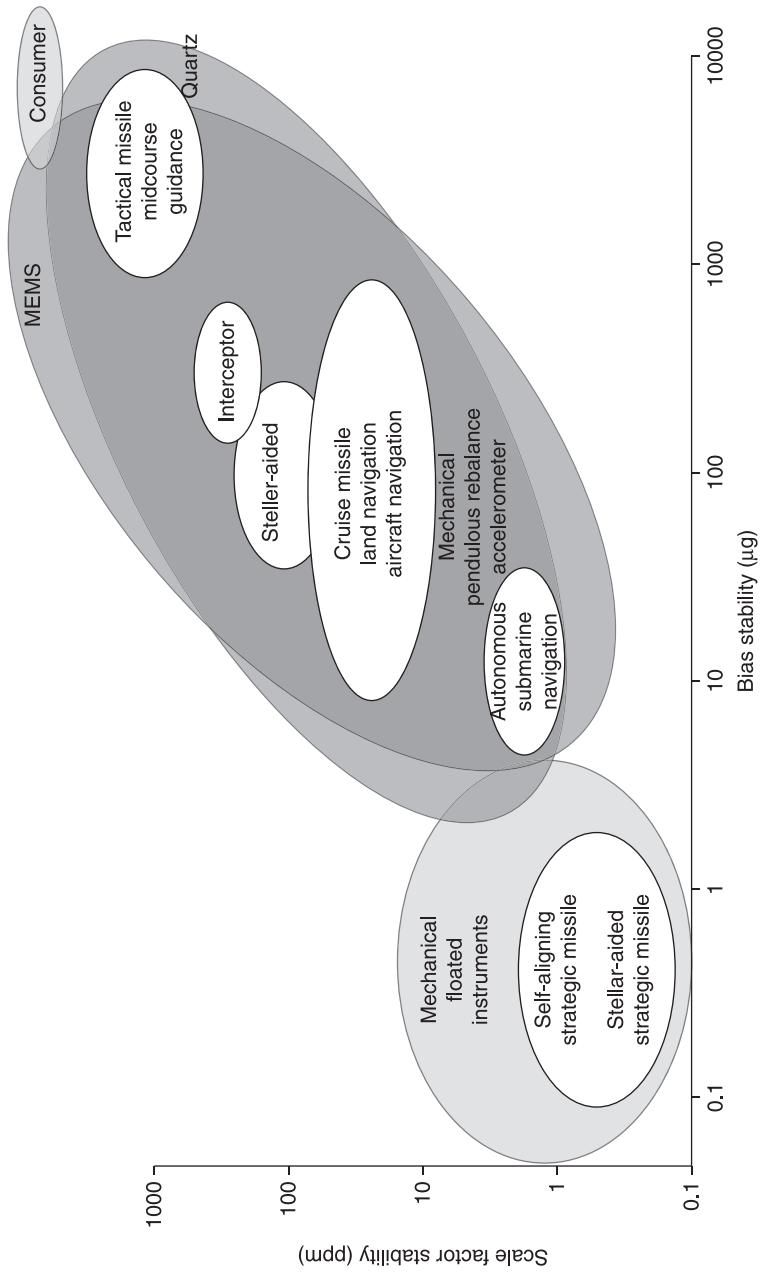 Scale factor stability (ppm)
1000
100
10
1
0.1
0.1
1
10
100
1000
10000
Bias stability (μg)
MEMS
Consumer
Quartz
Tactical missile
midcourse
guidance
Interceptor
Steller-aided
Cruise missile
land navigation
aircraft navigation
Mechanical
pendulous rebalance
accelerometer
Autonomous
submarine
navigation
Mechanical
floated
instruments
Self-aligning
strategic missile
Stellar-aided
strategic missile